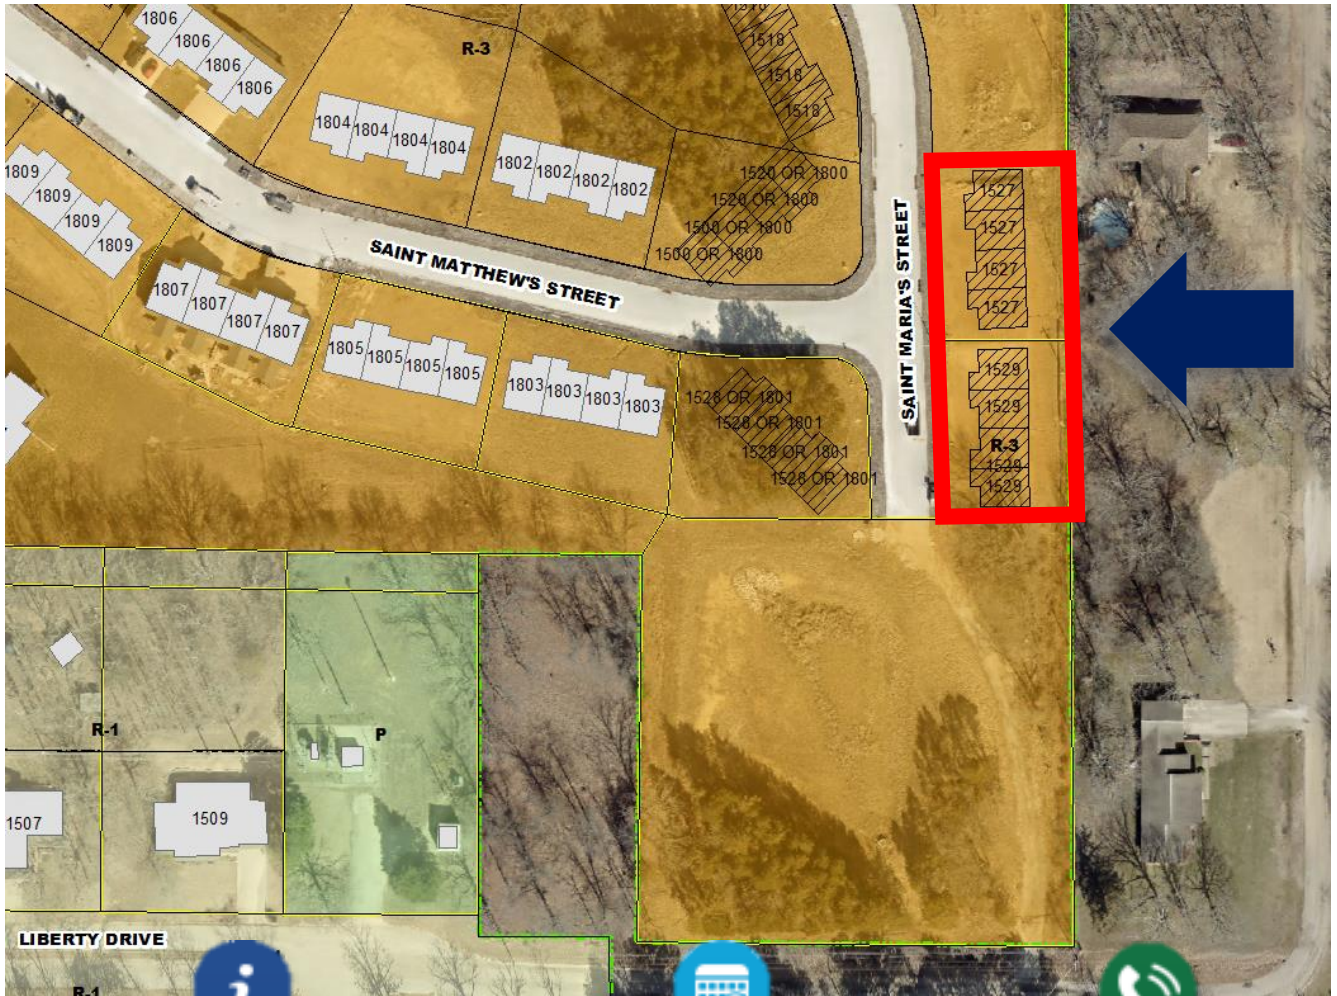 1806
1806
1806
1806
R-3
1518
1518
1518
1518
1804
1804
1804
1804
1802
1802
1802
1802
1520 OR 1800
1520 OR 1800
1500 OR 1800
1500 OR 1800
1809
1809
1809
1809
SAINT MATTHEW'S STREET
SAINT MARIA'S STREET
1527
1527
1527
1527
1807
1807
1807
1807
1805
1805
1805
1805
1803
1803
1803
1803
1528 OR 1801
1528 OR 1801
1528 OR 1801
1528 OR 1801
1529
1529
R-3
1529
1529
R-1
P
1507
1509
LIBERTY DRIVE
R-1
i